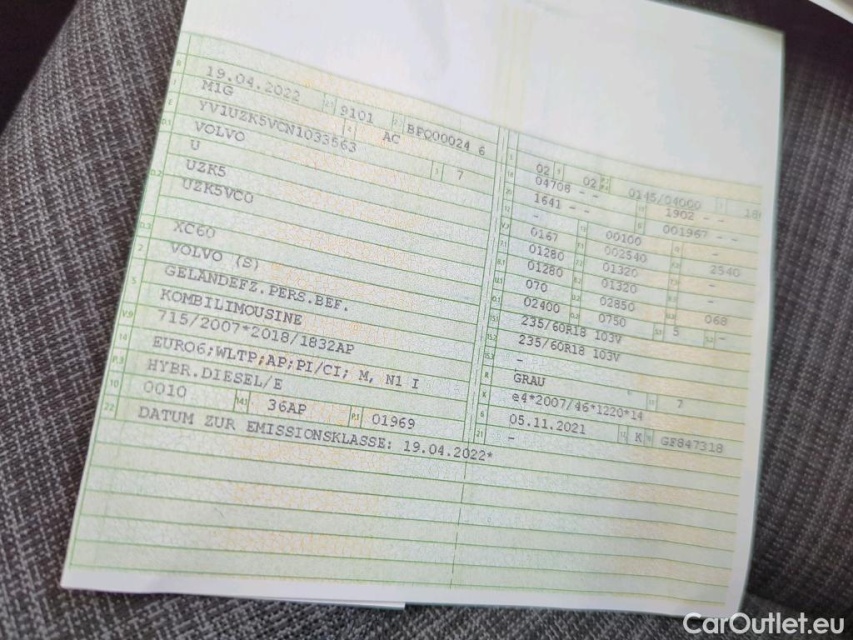 19.04.2022 9101 BFQ00024 6
M1G AC
YV1UZK5VCN1033563 7
VOLVO
U
UZK5
UZK5VC0
XC60
VOLVO (S)
GELÄNDEFZ.PERS.BEF.
KOMBILIMOUSINE
715/2007*2018/1832AP
EURO6;WLTP;AP;PI/CI; M, N1 I
HYBR.DIESEL/E
0010 36AP 01969
DATUM ZUR EMISSIONSKLASSE: 19.04.2022*
02 02 0145/04000
04708 - - 1902 - -
1641 - - 001967 - -
- 00100 -
0167 002540 2540
01280 01320 -
01280 01320 -
070 02850 068
02400 0750 5 -
235/60R18 103V
235/60R18 103V
-
GRAU 7
e4*2007/46*1220*14
05.11.2021 K GF847318
-
CarOutlet.eu